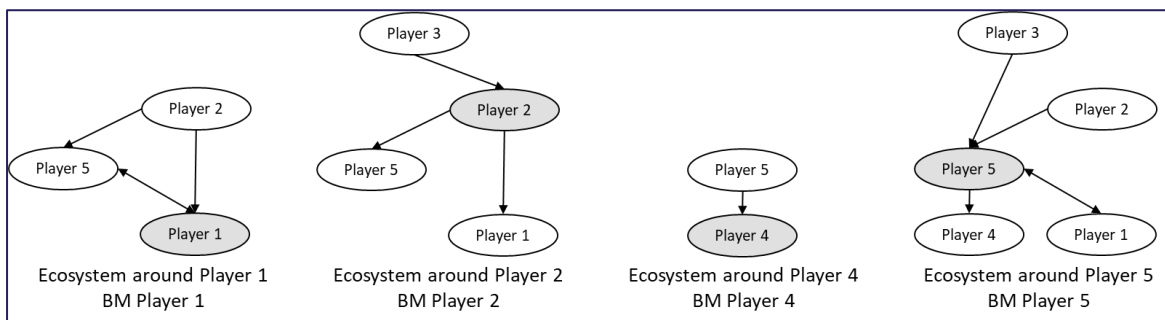 Player 2
Player 5
Player 1
Ecosystem around Player 1
BM Player 1
Player 3
Player 2
Player 5
Player 1
Ecosystem around Player 2
BM Player 2
Player 5
Player 4
Ecosystem around Player 4
BM Player 4
Player 3
Player 2
Player 5
Player 4
Player 1
Ecosystem around Player 5
BM Player 5